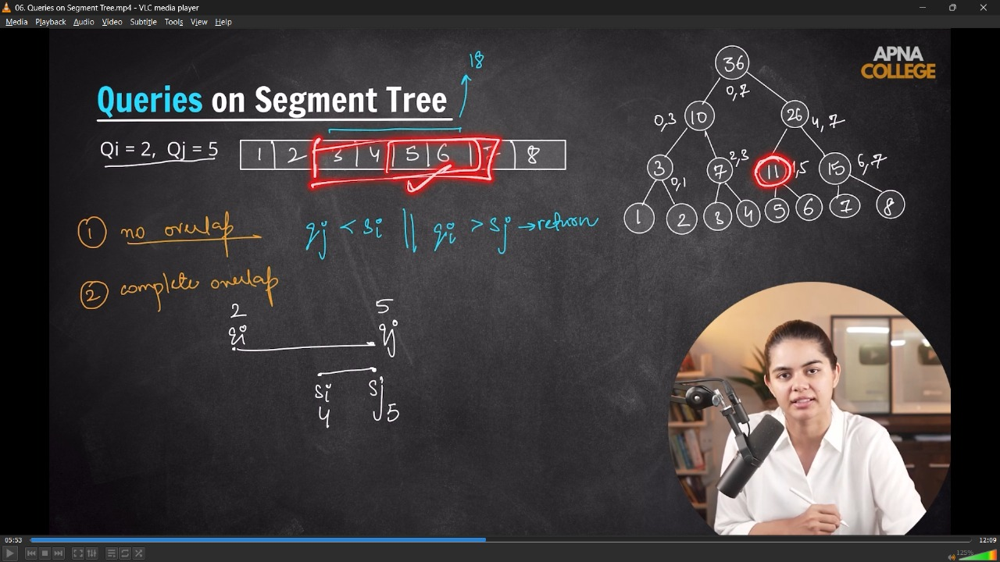 06. Queries on Segment Tree.mp4 - VLC media player
Media Playback Audio Video Subtitle Tools View Help
18
APNA
COLLEGE
Queries on Segment Tree
Qi = 2, Qj = 5
1 2 3 4 5 6 8
36
0,7
0,3 10 26 4,7
3 0,1 7 2,3 11 ,5 15 6,7
1 2 3 4 5 6 7 8
1 no overlap qj < si || qi > sj → return
2 complete overlap
2 5
qi qj
si sj
4 5
05:53 12:09
125%